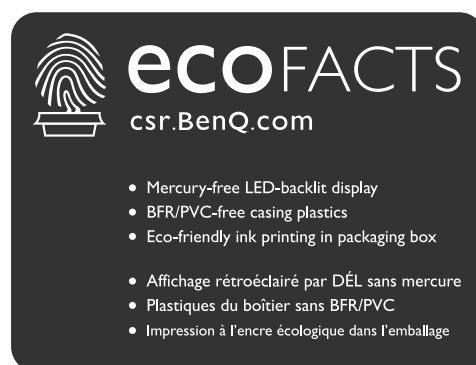 ecoFACTS
csr.BenQ.com
• Mercury-free LED-backlit display
• BFR/PVC-free casing plastics
• Eco-friendly ink printing in packaging box
• Affichage rétroéclairé par DÉL sans mercure
• Plastiques du boîtier sans BFR/PVC
• Impression à l'encre écologique dans l'emballage